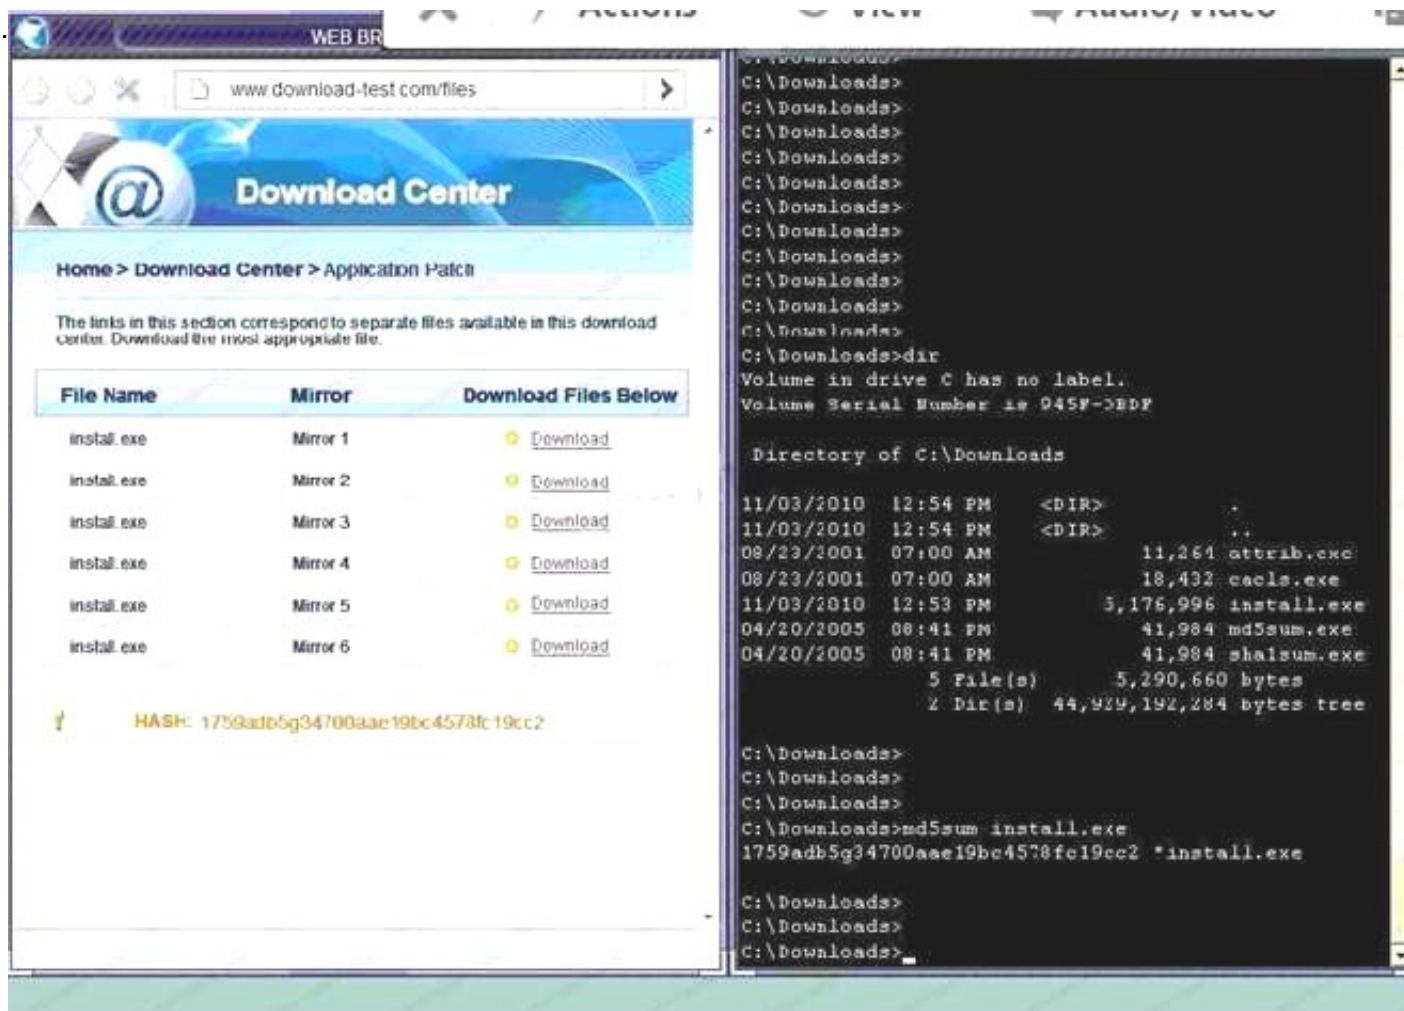 Actions View Audio/Video
WEB BR
www.download-test.com/files
Download Center
Home > Download Center > Application Patch
The links in this section correspond to separate files available in this download
center. Download the most appropriate file.
File Name Mirror Download Files Below
install.exe Mirror 1 Download
install.exe Mirror 2 Download
install.exe Mirror 3 Download
install.exe Mirror 4 Download
install.exe Mirror 5 Download
install.exe Mirror 6 Download
HASH: 1759adb5g34700aae19bc4578fc19cc2
C:\Downloads>
C:\Downloads>
C:\Downloads>
C:\Downloads>
C:\Downloads>
C:\Downloads>
C:\Downloads>
C:\Downloads>
C:\Downloads>
C:\Downloads>
C:\Downloads>
C:\Downloads>
C:\Downloads>dir
Volume in drive C has no label.
Volume Serial Number is
Directory of C:\Downloads
11/03/2010 12:54 PM <DIR> .
11/03/2010 12:54 PM <DIR> ..
08/23/2001 07:00 AM 11,264 attrib.exe
08/23/2001 07:00 AM 18,432 cacls.exe
11/03/2010 12:53 PM 5,176,996 install.exe
04/20/2005 08:41 PM 41,984 md5sum.exe
04/20/2005 08:41 PM 41,984 sha1sum.exe
5 File(s) 5,290,660 bytes
2 Dir(s) 44,929,192,284 bytes tree
C:\Downloads>
C:\Downloads>
C:\Downloads>
C:\Downloads>md5sum install.exe
1759adb5g34700aae19bc4578fc19cc2 *install.exe
C:\Downloads>
C:\Downloads>
C:\Downloads>